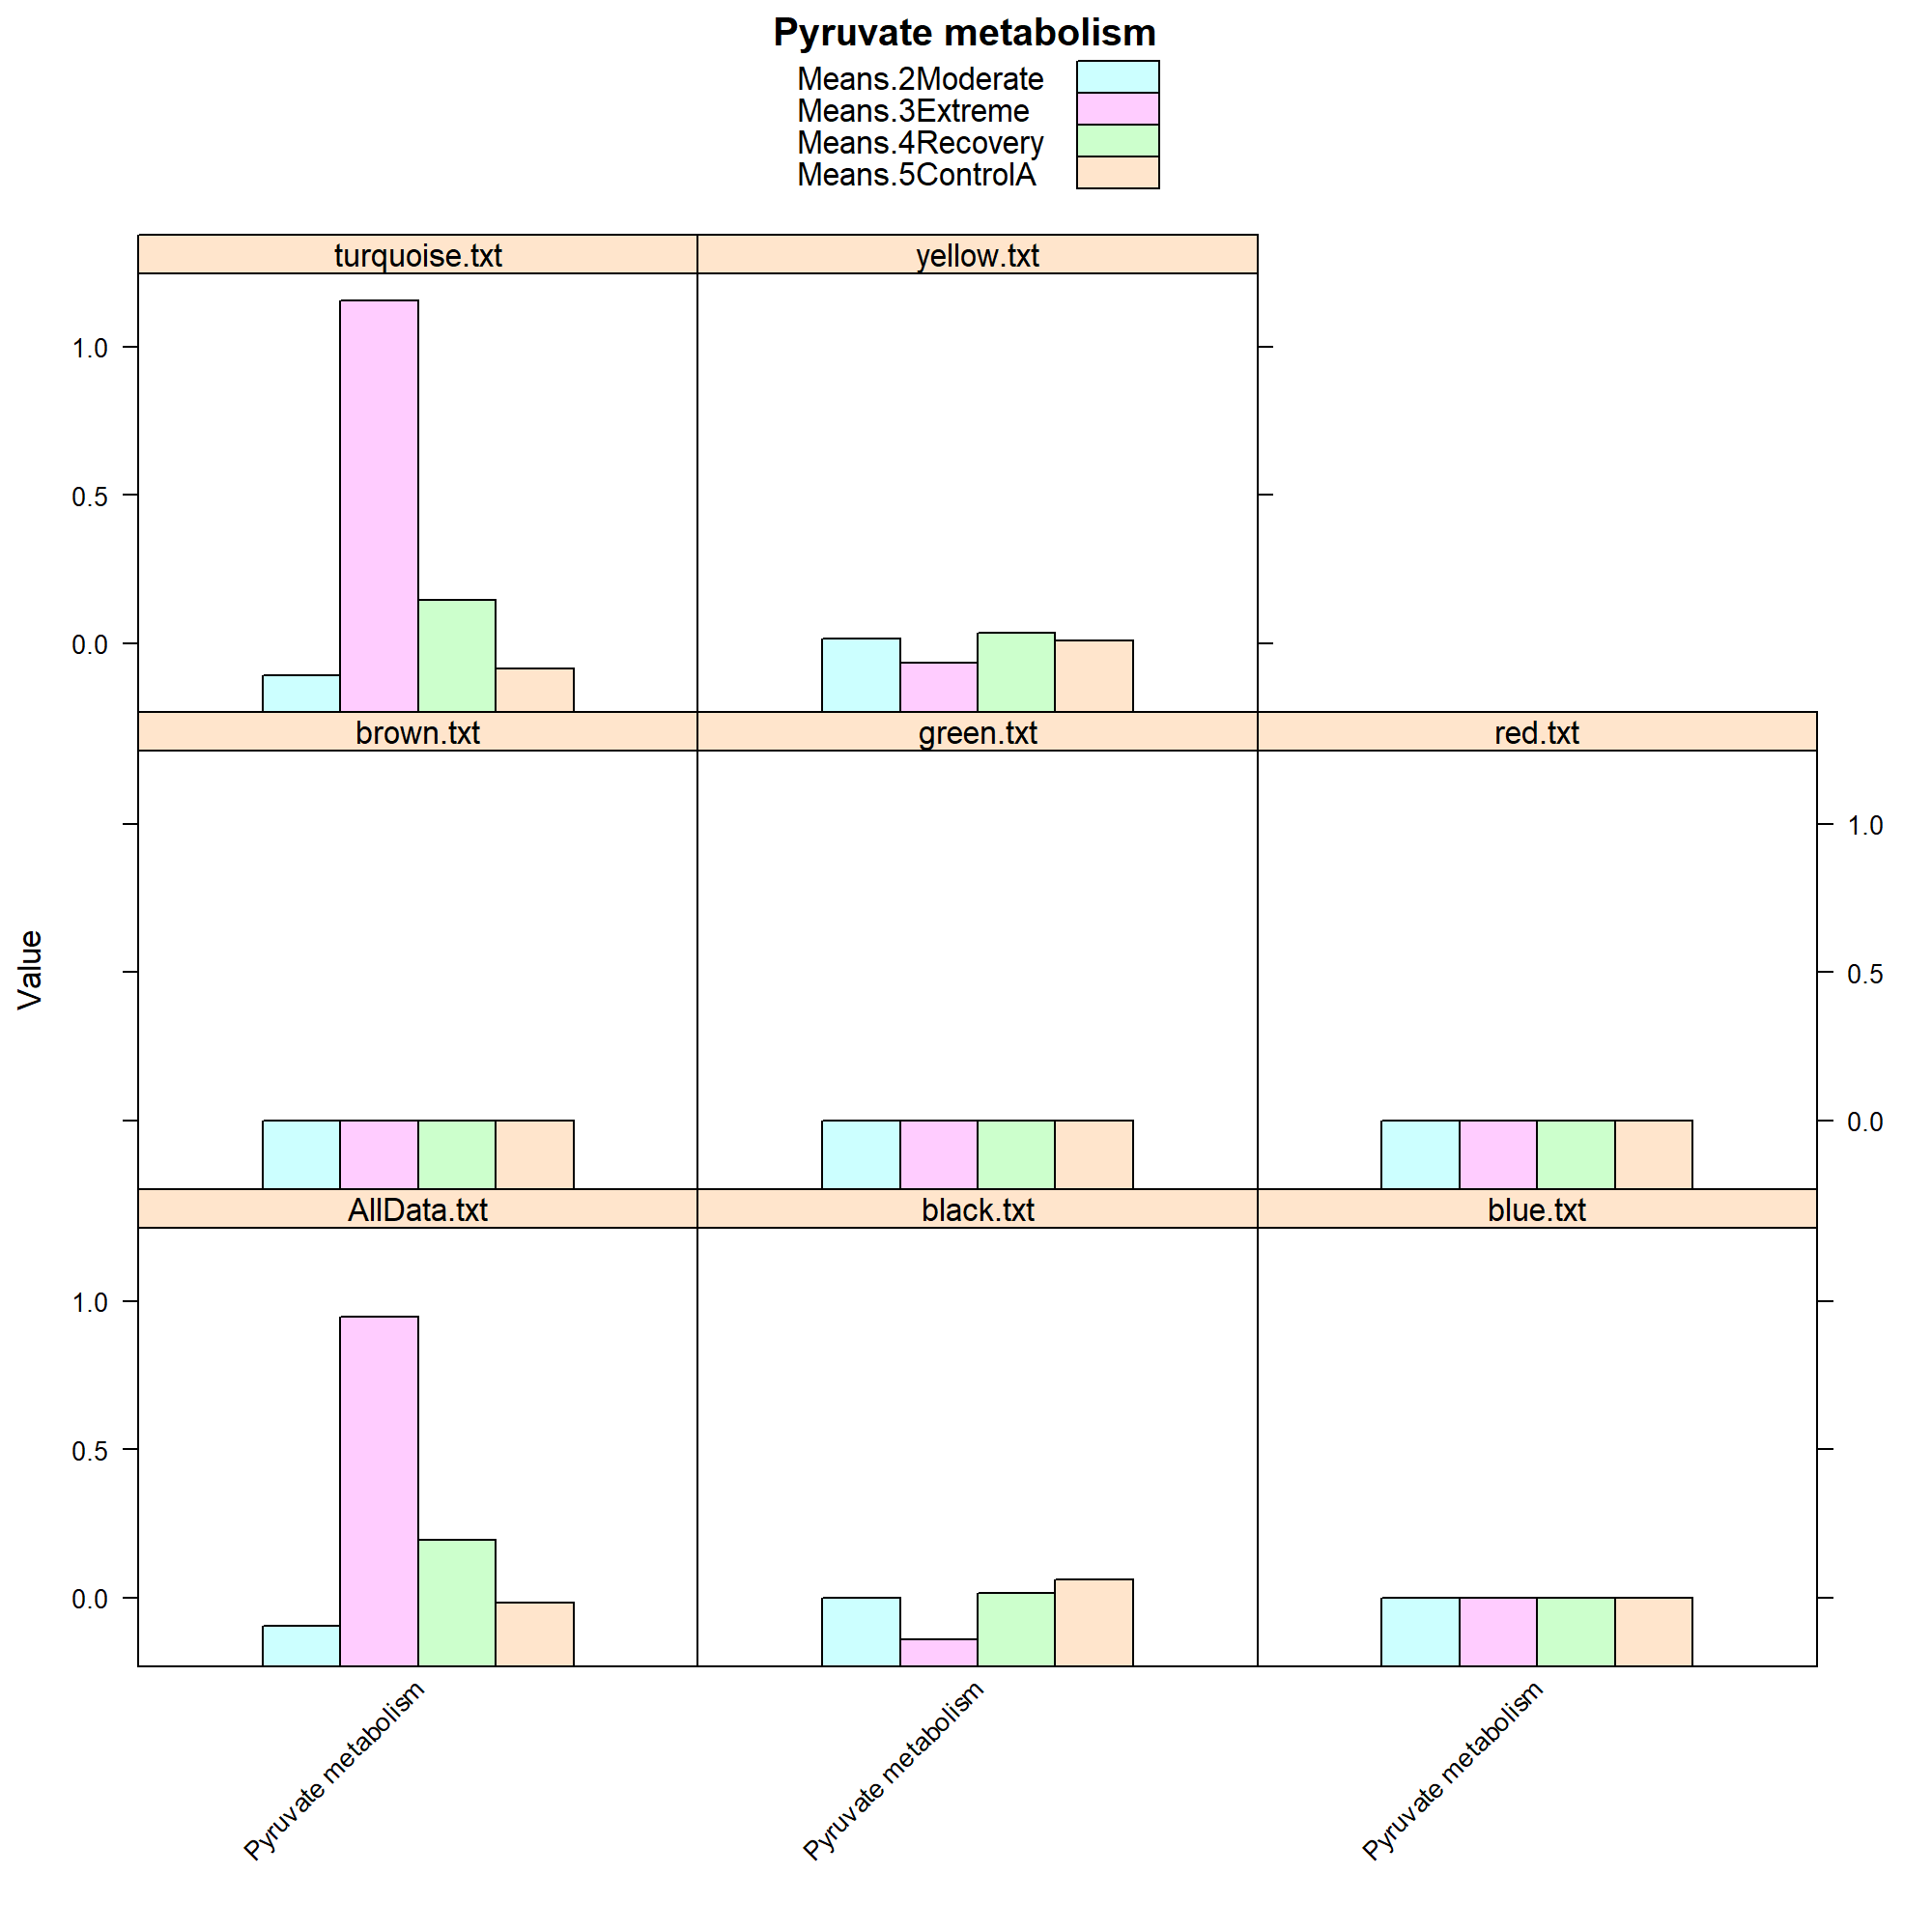 Pyruvate metabolism
Means.2Moderate
Means.3Extreme
Means.4Recovery
Means.5ControlA
turquoise.txt yellow.txt
1.0
0.5
0.0
brown.txt green.txt red.txt
1.0
0.5
0.0
Value
AllData.txt black.txt blue.txt
1.0
0.5
0.0
Pyruvate metabolism Pyruvate metabolism Pyruvate metabolism